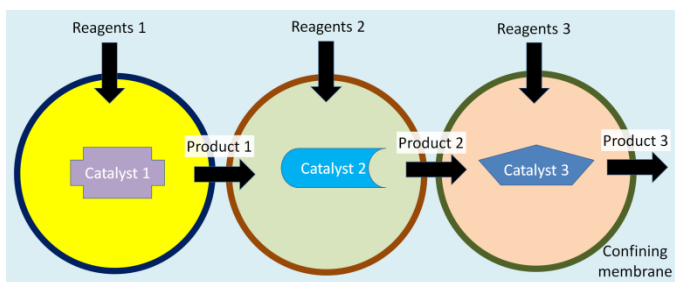 Reagents 1
Reagents 2
Reagents 3
Product 1
Product 2
Product 3
Catalyst 1
Catalyst 2
Catalyst 3
Confining
membrane